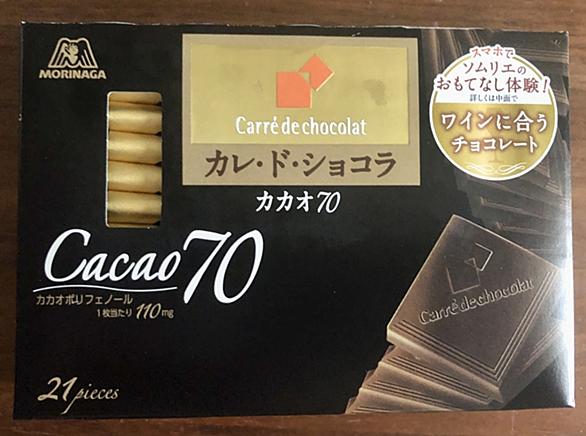 MORINAGA
Carré de chocolat
カレ・ド・ショコラ
カカオ70
スマホで
ソムリエの
おもてなし体験!
詳しくは中面で
ワインに合う
チョコレート
Cacao 70
カカオポリフェノール
1枚当たり 110mg
Carré de chocolat
21 pieces